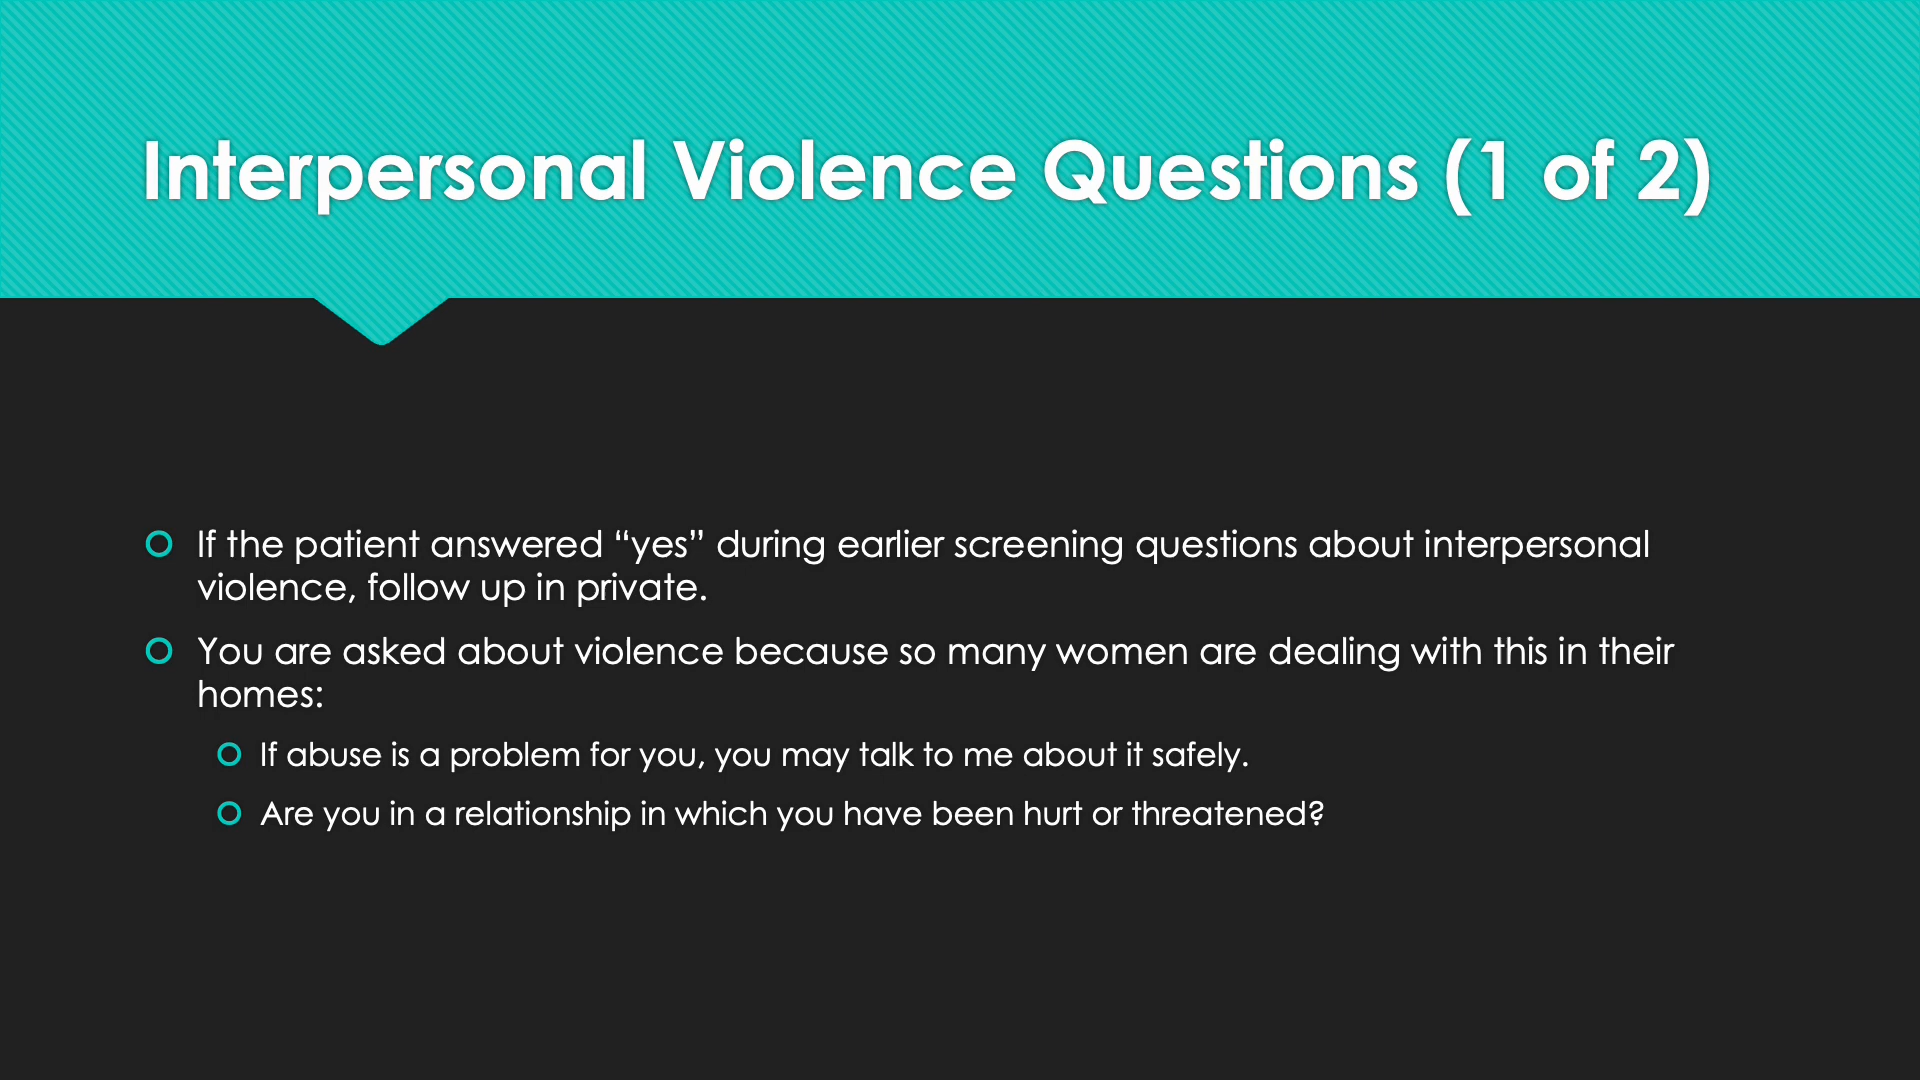 Interpersonal Violence Questions (1 of 2)
If the patient answered “yes” during earlier screening questions about interpersonal
violence, follow up in private.
You are asked about violence because so many women are dealing with this in their
homes:
If abuse is a problem for you, you may talk to me about it safely.
Are you in a relationship in which you have been hurt or threatened?